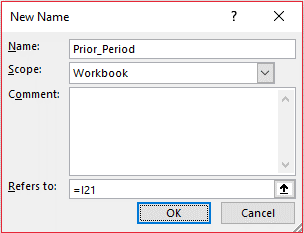 New Name
?
Name: Prior_Period
Scope: Workbook
Comment:
Refers to: =I21
OK Cancel